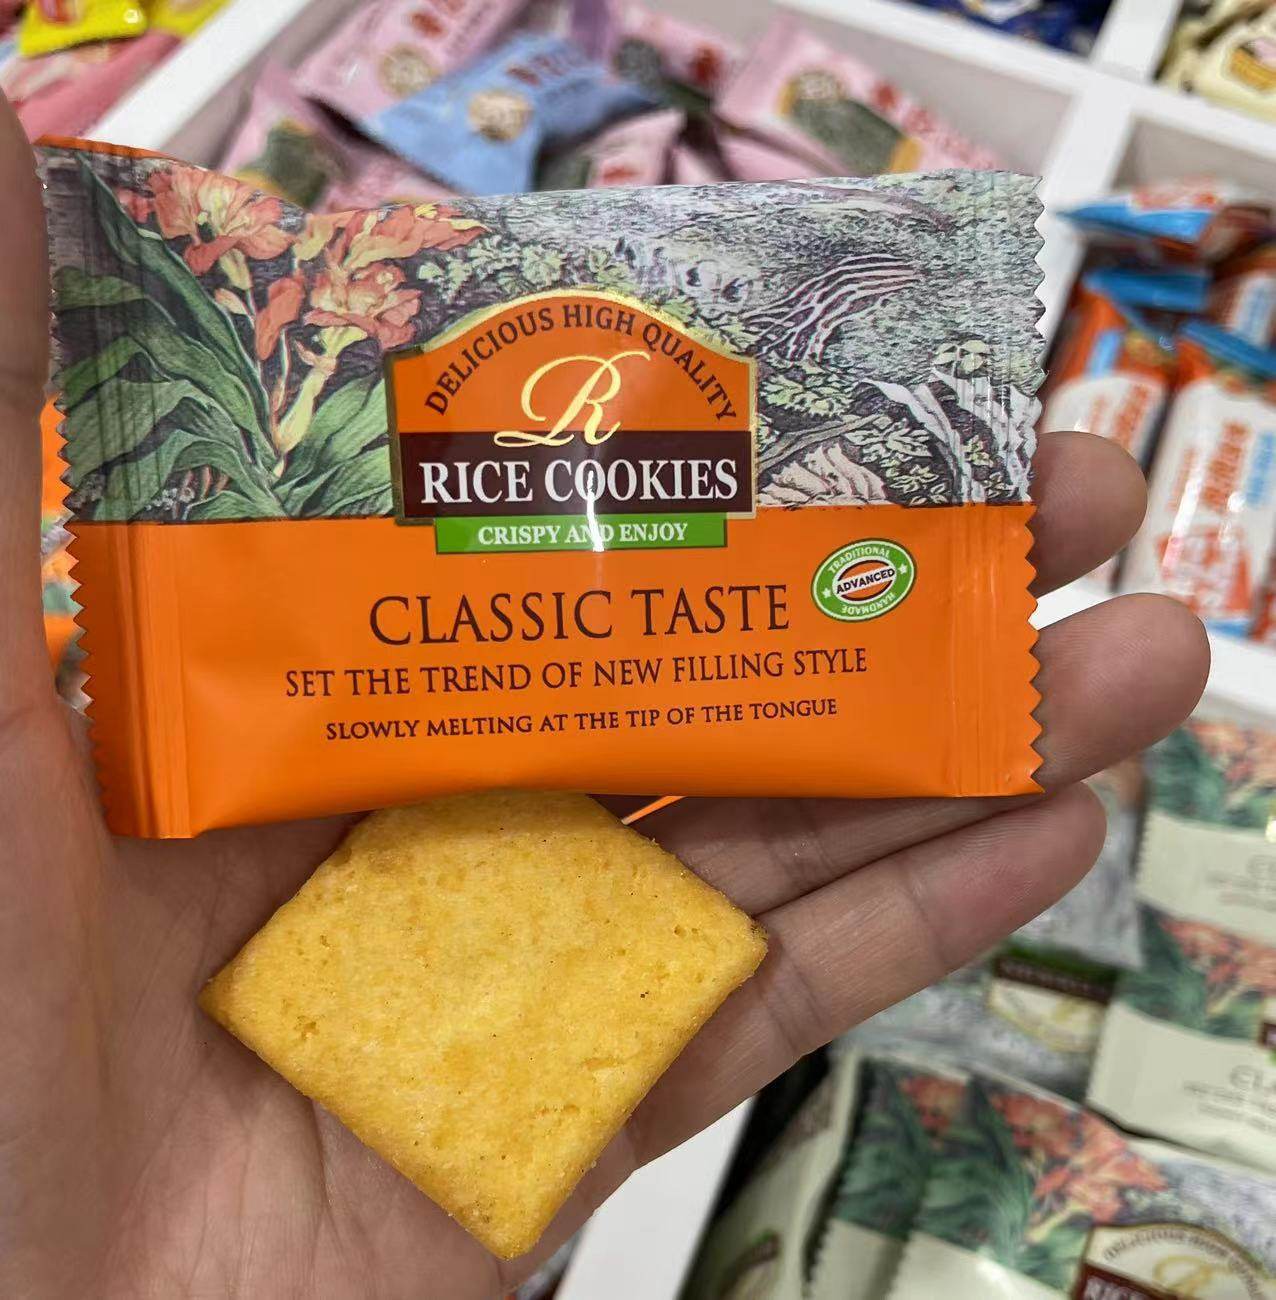 DELICIOUS HIGH QUALITY
R
RICE COOKIES
CRISPY AND ENJOY
TRADITIONAL
ADVANCED
HANDMADE
CLASSIC TASTE
SET THE TREND OF NEW FILLING STYLE
SLOWLY MELTING AT THE TIP OF THE TONGUE